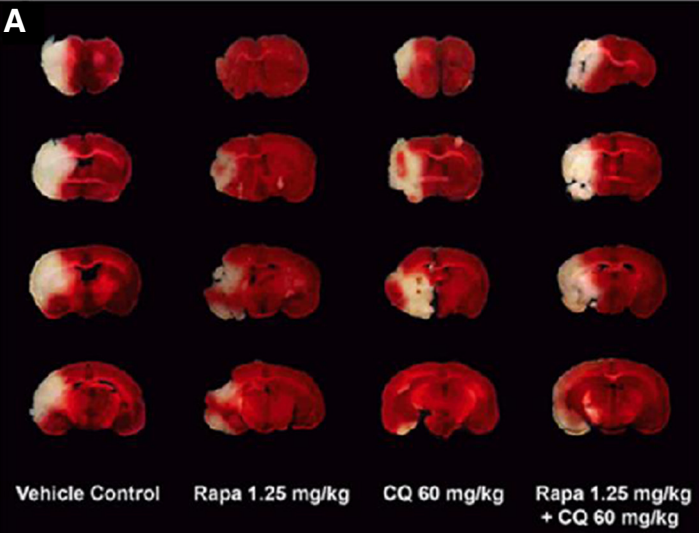 A
Vehicle Control
Rapa 1.25 mg/kg
CQ 60 mg/kg
Rapa 1.25 mg/kg
+ CQ 60 mg/kg